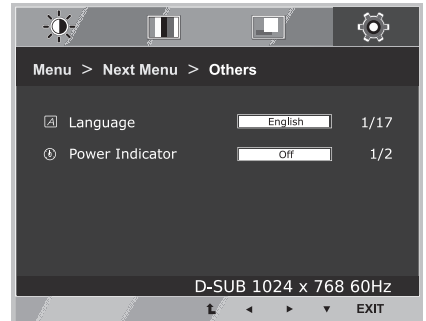 Menu > Next Menu > Others
Language English 1/17
Power Indicator Off 1/2
D-SUB 1024 x 768 60Hz
EXIT